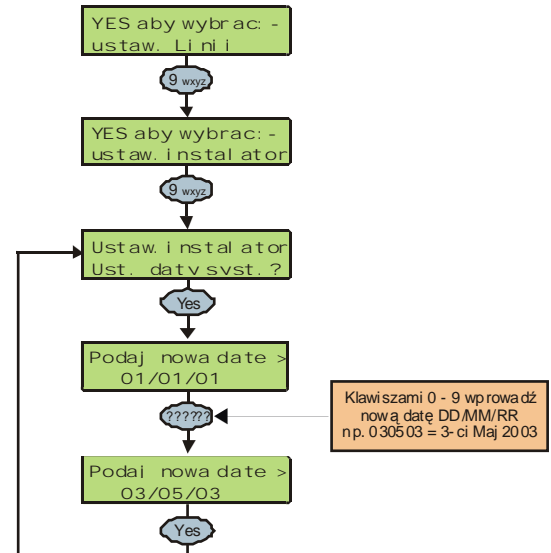 YES aby wybrac: -
ustaw. Linii
9 wxyz
YES aby wybrac: -
ustaw.instalator
9 wxyz
Ustaw.instalator
Ust. daty syst.?
Yes
Podaj nowa date >
01/01/01
??????
Klawiszami 0 - 9 wprowadź
nową datę DD/MM/RR
np. 030503 = 3-ci Maj 2003
Podaj nowa date >
03/05/03
Yes